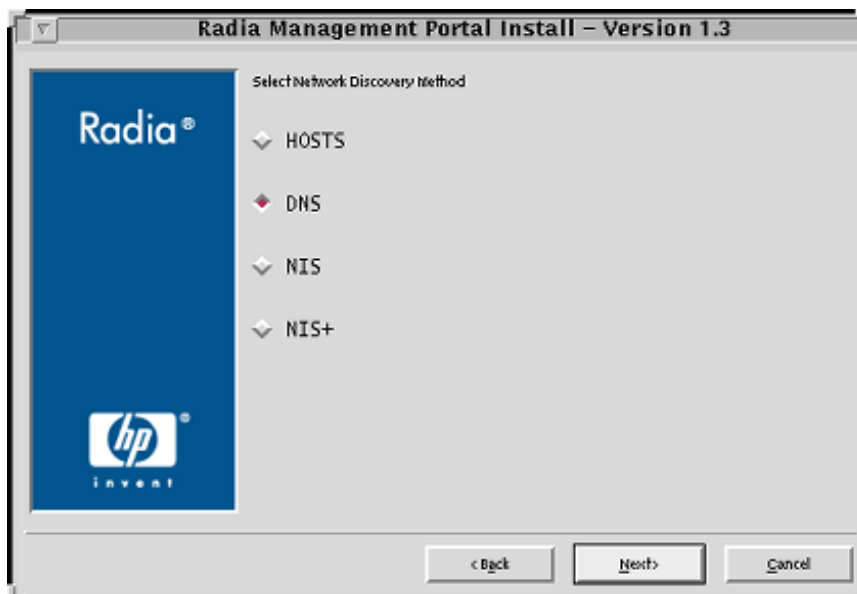 Radia Management Portal Install – Version 1.3
Select Network Discovery Method
Radia®
HOSTS
DNS
NIS
NIS+
hp®
invent
<Back
Next>
Cancel